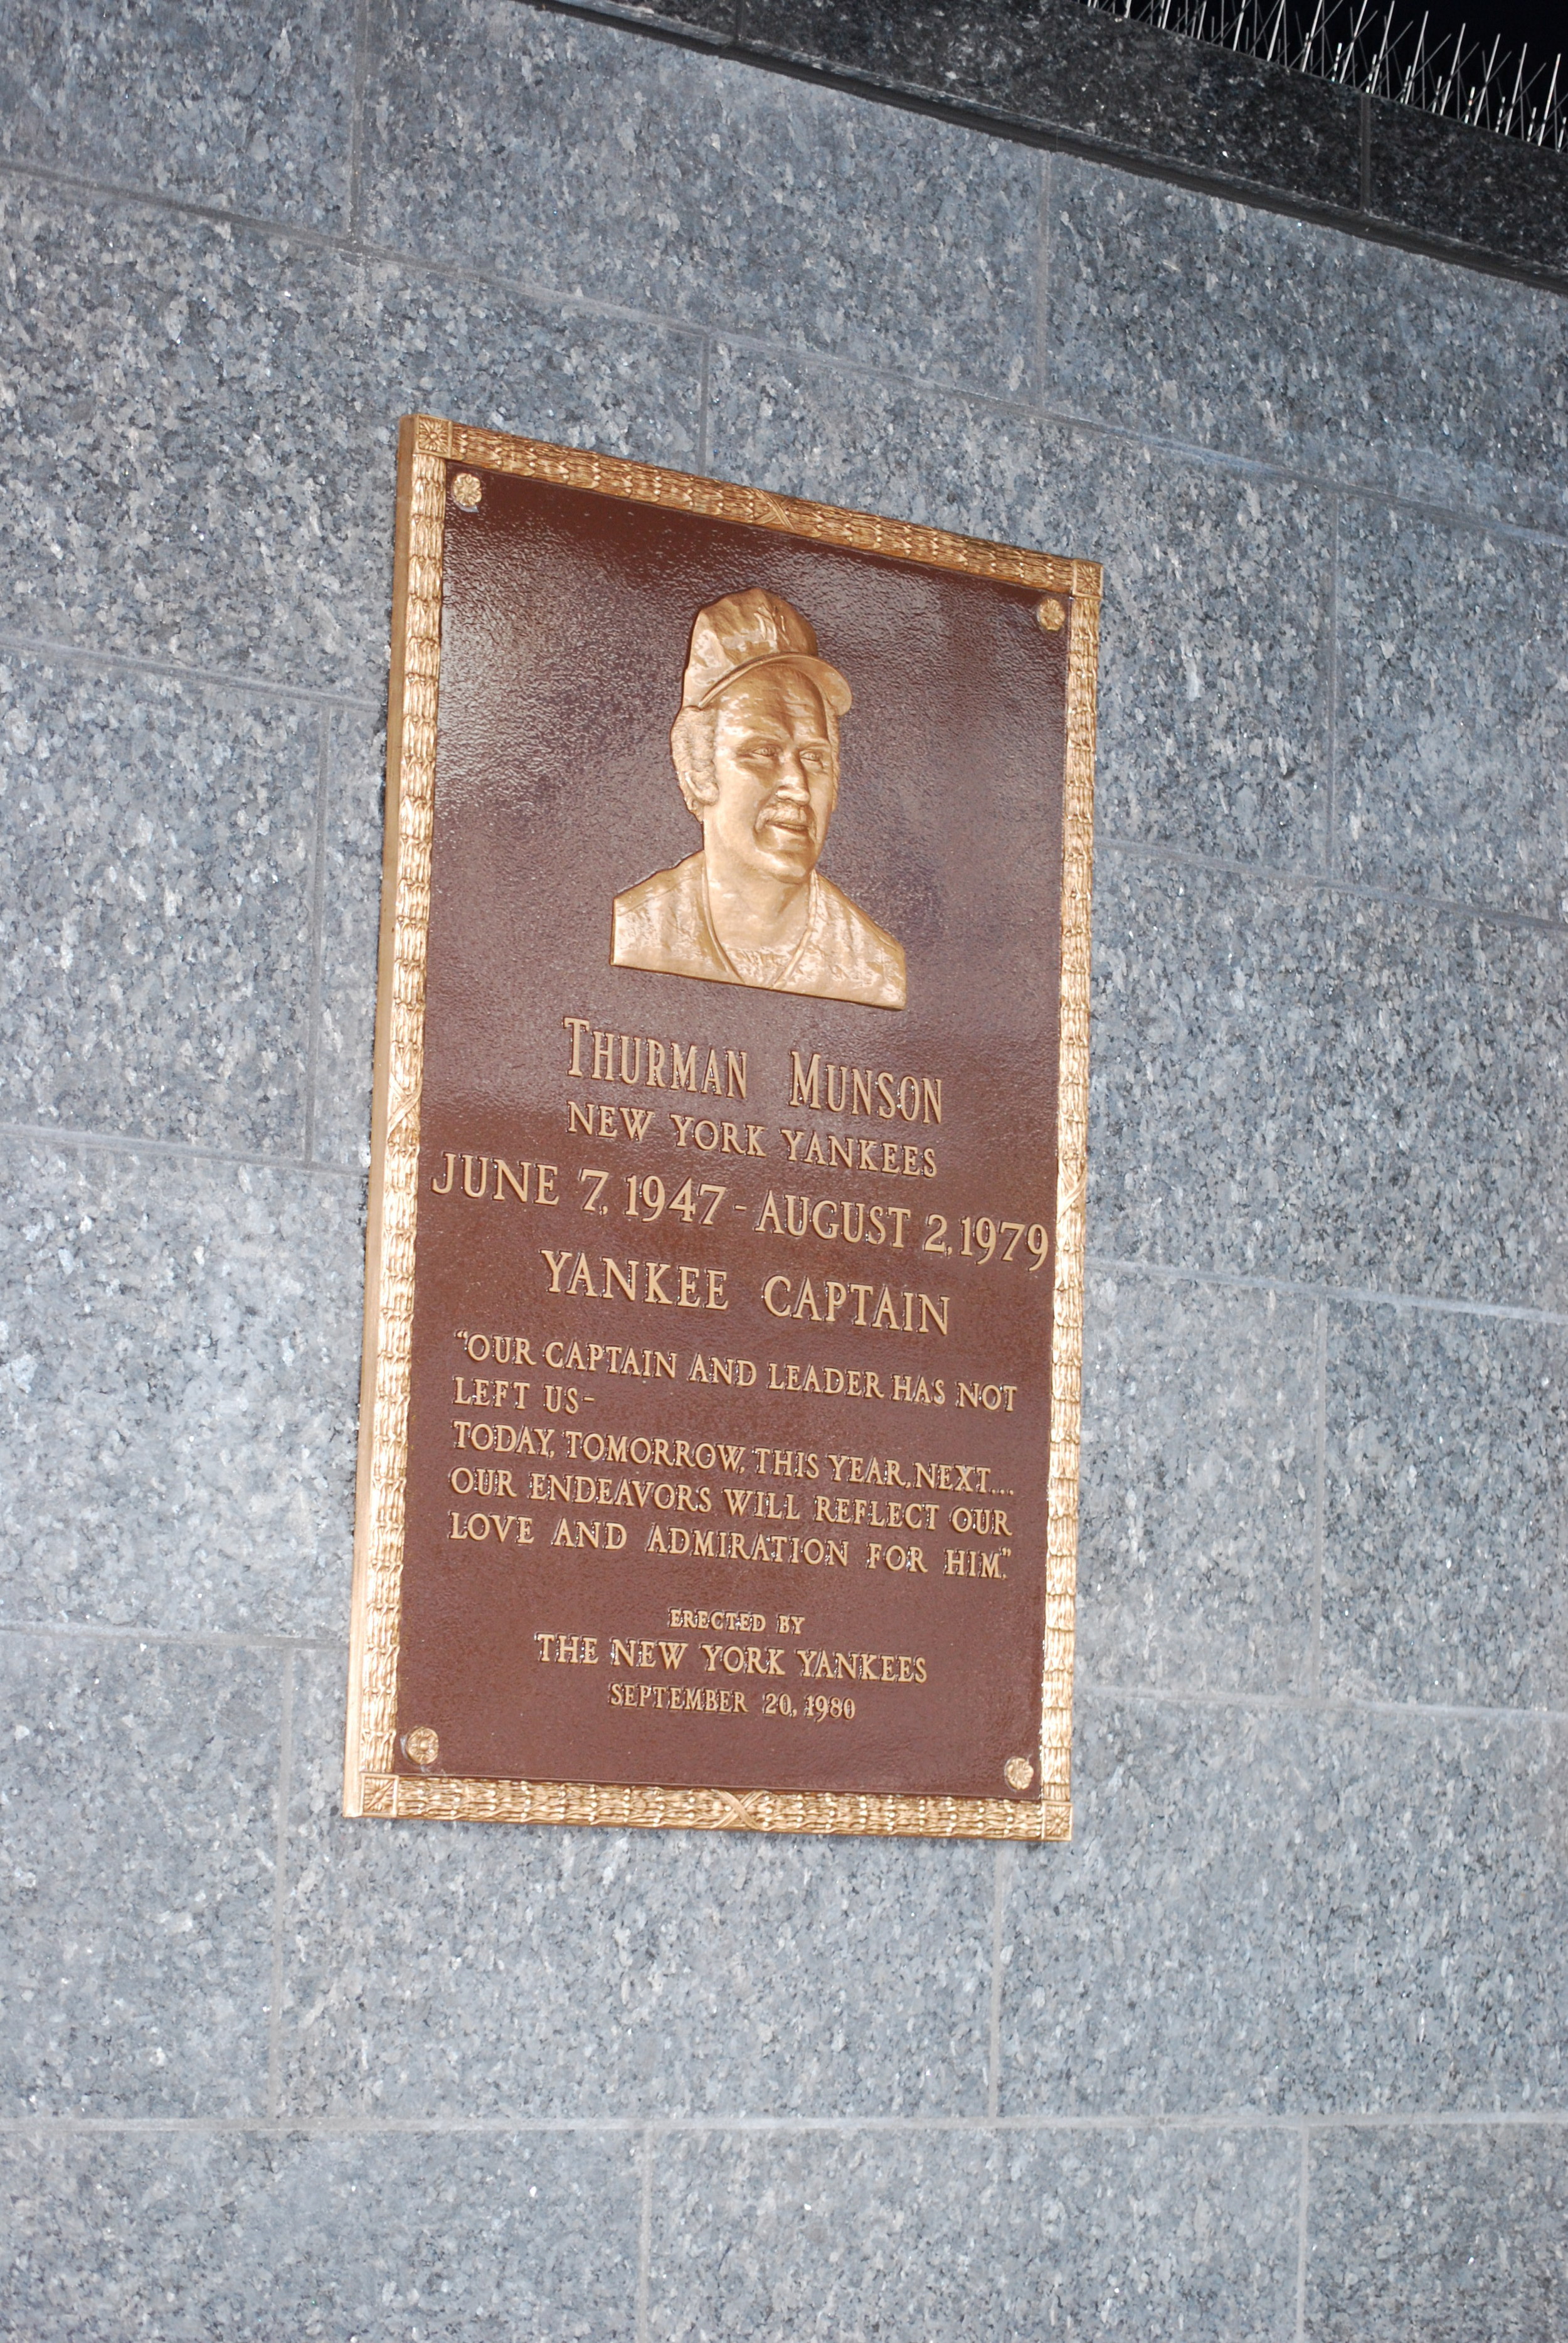 THURMAN MUNSON
NEW YORK YANKEES
JUNE 7, 1947 - AUGUST 2, 1979
YANKEE CAPTAIN
"OUR CAPTAIN AND LEADER HAS NOT
LEFT US-
TODAY, TOMORROW, THIS YEAR, NEXT....
OUR ENDEAVORS WILL REFLECT OUR
LOVE AND ADMIRATION FOR HIM."
ERECTED BY
THE NEW YORK YANKEES
SEPTEMBER 20, 1980